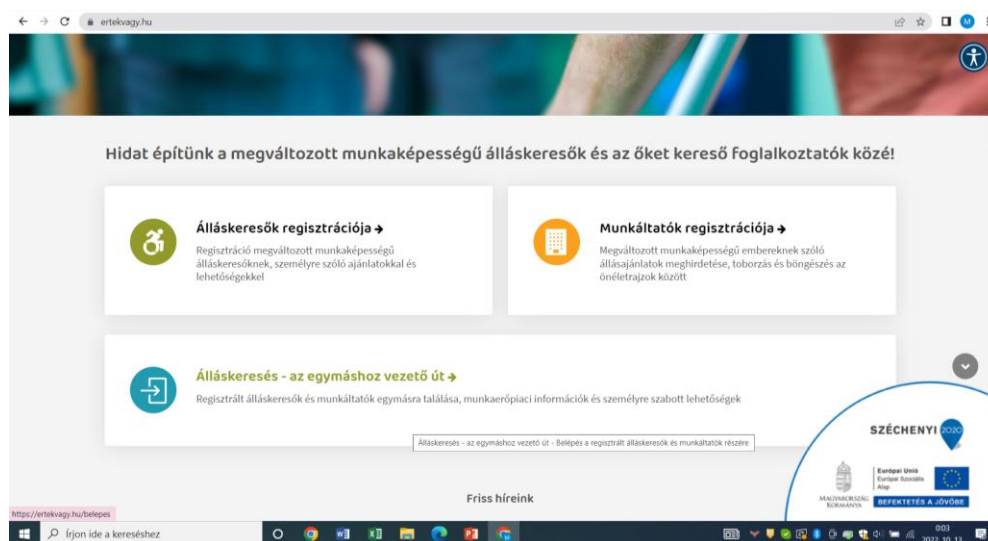 ertekvagy.hu
M
Hidat építünk a megváltozott munkaképességű álláskeresők és az őket kereső foglalkoztatók közé!
Álláskeresők regisztrációja →
Regisztráció megváltozott munkaképességű
álláskeresőknek, személyre szóló ajánlatokkal és
lehetőségekkel
Munkáltatók regisztrációja →
Megváltozott munkaképességű embereknek szóló
állásajánlatok meghirdetése, toborzás és böngészés az
önéletrajzok között
Álláskeresés - az egymáshoz vezető út →
Regisztrált álláskeresők és munkáltatók egymásra találása, munkaerőpiaci információk és személyre szabott lehetőségek
Álláskeresés - az egymáshoz vezető út - Belépés a regisztrált álláskeresők és munkáltatók részére
SZÉCHENYI 2020
Magyarország
Kormánya
Európai Unió
Európai Szociális
Alap
BEFEKTETÉS A JÖVŐBE
Friss híreink
https://ertekvagy.hu/belepes
Írjon ide a kereséshez
0:03
2022. 10. 13.